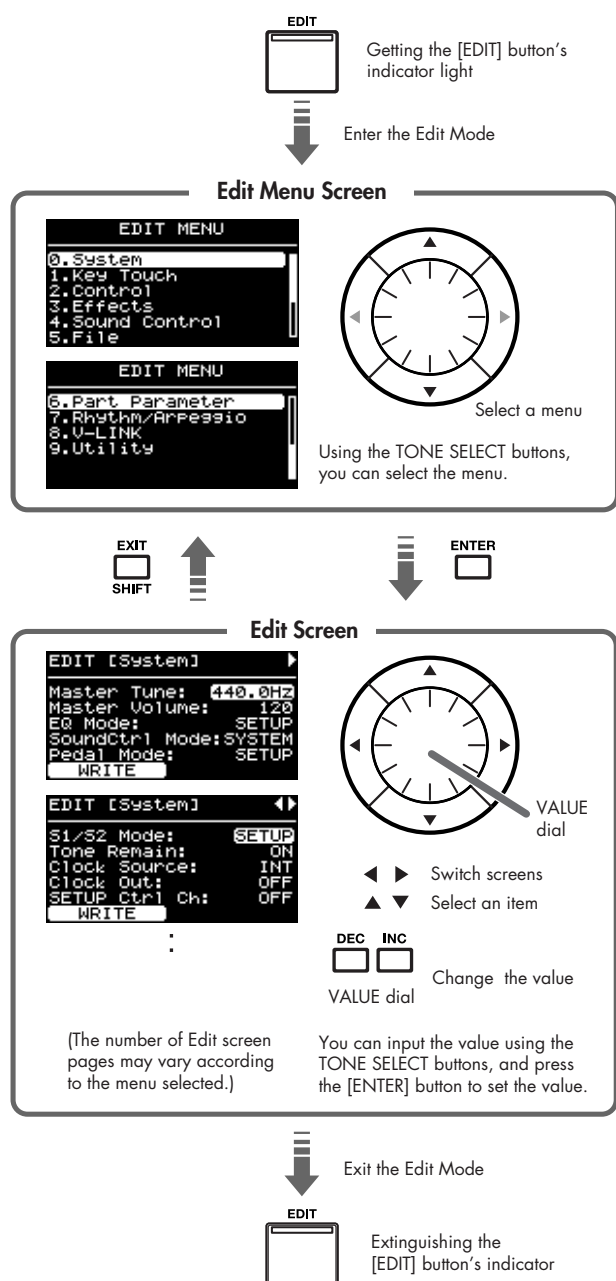 EDIT
Getting the [EDIT] button's
indicator light
Enter the Edit Mode
Edit Menu Screen
EDIT MENU
0.System
1.Key Touch
2.Control
3.Effects
4.Sound Control
5.File
EDIT MENU
6.Part Parameter
7.Rhythm/Arpeggio
8.V-LINK
9.Utility
Select a menu
Using the TONE SELECT buttons,
you can select the menu.
EXIT
SHIFT
ENTER
Edit Screen
EDIT [System]
Master Tune: 440.0Hz
Master Volume: 120
EQ Mode: SETUP
SoundCtrl Mode:SYSTEM
Pedal Mode: SETUP
WRITE
EDIT [System]
S1/S2 Mode: SETUP
Tone Remain: ON
Clock Source: INT
Clock Out: OFF
SETUP Ctrl Ch: OFF
WRITE
:
VALUE
dial
◀ ▶ Switch screens
▲ ▼ Select an item
DEC INC
Change the value
VALUE dial
(The number of Edit screen
pages may vary according
to the menu selected.)
You can input the value using the
TONE SELECT buttons, and press
the [ENTER] button to set the value.
Exit the Edit Mode
EDIT
Extinguishing the
[EDIT] button's indicator